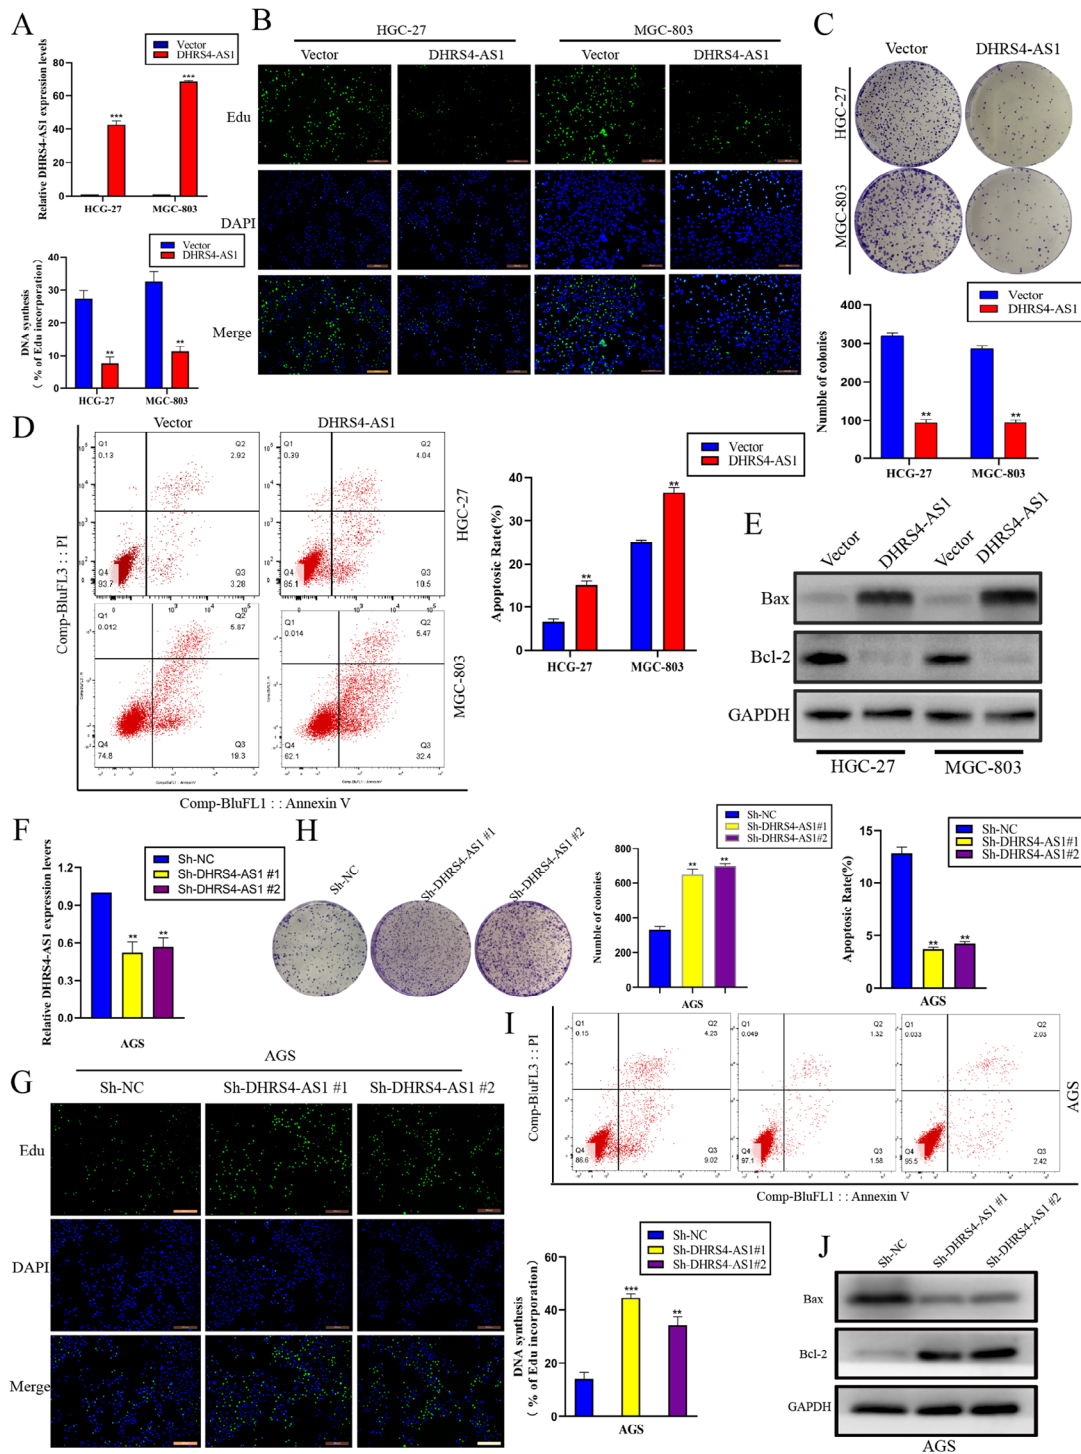 A
Vector
DHRS4-AS1
Relative DHRS4-AS1 expression levels
80
60
40
20
0
***
***
HCG-27
MGC-803
Vector
DHRS4-AS1
DNA synthesis
( % of Edu incorporation)
40
30
20
10
0
**
**
HCG-27
MGC-803
B
HGC-27
MGC-803
Vector
DHRS4-AS1
Vector
DHRS4-AS1
Edu
DAPI
Merge
C
Vector
DHRS4-AS1
HGC-27
MGC-803
Vector
DHRS4-AS1
Numble of colonies
400
300
200
100
0
**
**
HCG-27
MGC-803
D
Vector
DHRS4-AS1
Comp-BluFL3 : : PI
Q1
0.13
Q2
2.92
Q4
93.7
Q3
3.28
Q1
0.39
Q2
4.04
Q4
85.1
Q3
10.5
HGC-27
Q1
0.012
Q2
5.87
Q4
74.8
Q3
19.3
Q1
0.014
Q2
5.47
Q4
62.1
Q3
32.4
MGC-803
Comp-BluFL1 : : Annexin V
Vector
DHRS4-AS1
Apoptosic Rate(%)
40
30
20
10
0
**
**
HCG-27
MGC-803
E
Vector
DHRS4-AS1
Vector
DHRS4-AS1
Bax
Bcl-2
GAPDH
HGC-27
MGC-803
F
Sh-NC
Sh-DHRS4-AS1 #1
Sh-DHRS4-AS1 #2
Relative DHRS4-AS1 expression levers
1.2
0.9
0.6
0.3
0.0
**
**
AGS
H
Sh-NC
Sh-DHRS4-AS1 #1
Sh-DHRS4-AS1 #2
Sh-NC
Sh-DHRS4-AS1#1
Sh-DHRS4-AS1#2
Numble of colonies
800
600
400
200
0
**
**
AGS
Sh-NC
Sh-DHRS4-AS1#1
Sh-DHRS4-AS1#2
Apoptosic Rate(%)
15
10
5
0
**
**
AGS
G
AGS
Sh-NC
Sh-DHRS4-AS1 #1
Sh-DHRS4-AS1 #2
Edu
DAPI
Merge
I
Comp-BluFL3 : : PI
Q1
0.15
Q2
4.23
Q4
86.6
Q3
9.02
Q1
0.049
Q2
1.32
Q4
97.1
Q3
1.58
Q1
0.033
Q2
2.03
Q4
95.5
Q3
2.42
AGS
Comp-BluFL1 : : Annexin V
Sh-NC
Sh-DHRS4-AS1#1
Sh-DHRS4-AS1#2
DNA synthesis
( % of Edu incorporation)
60
40
20
0
***
**
AGS
J
Sh-NC
Sh-DHRS4-AS1 #1
Sh-DHRS4-AS1 #2
Bax
Bcl-2
GAPDH
AGS